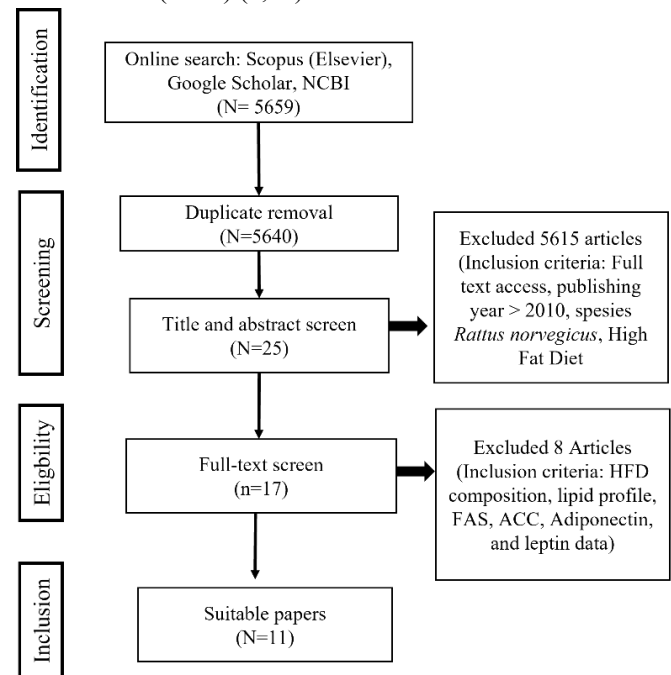 Identification
Online search: Scopus (Elsevier),
Google Scholar, NCBI
(N= 5659)
Screening
Duplicate removal
(N=5640)
Title and abstract screen
(N=25)
Excluded 5615 articles
(Inclusion criteria: Full
text access, publishing
year > 2010, spesies
Rattus norvegicus, High
Fat Diet
Eligbility
Full-text screen
(n=17)
Excluded 8 Articles
(Inclusion criteria: HFD
composition, lipid profile,
FAS, ACC, Adiponectin,
and leptin data)
Inclusion
Suitable papers
(N=11)